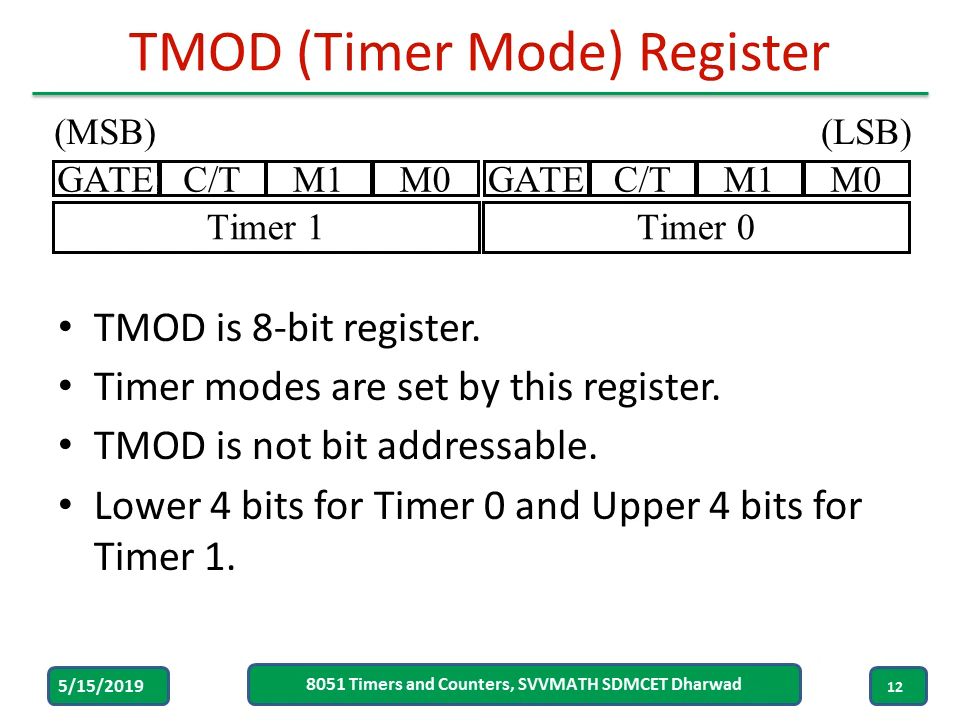 TMOD (Timer Mode) Register
(MSB) (LSB)
GATE C/T M1 M0 GATE C/T M1 M0
Timer 1 Timer 0
• TMOD is 8-bit register.
• Timer modes are set by this register.
• TMOD is not bit addressable.
• Lower 4 bits for Timer 0 and Upper 4 bits for
Timer 1.
5/15/2019 8051 Timers and Counters, SVVMATH SDMCET Dharwad 12